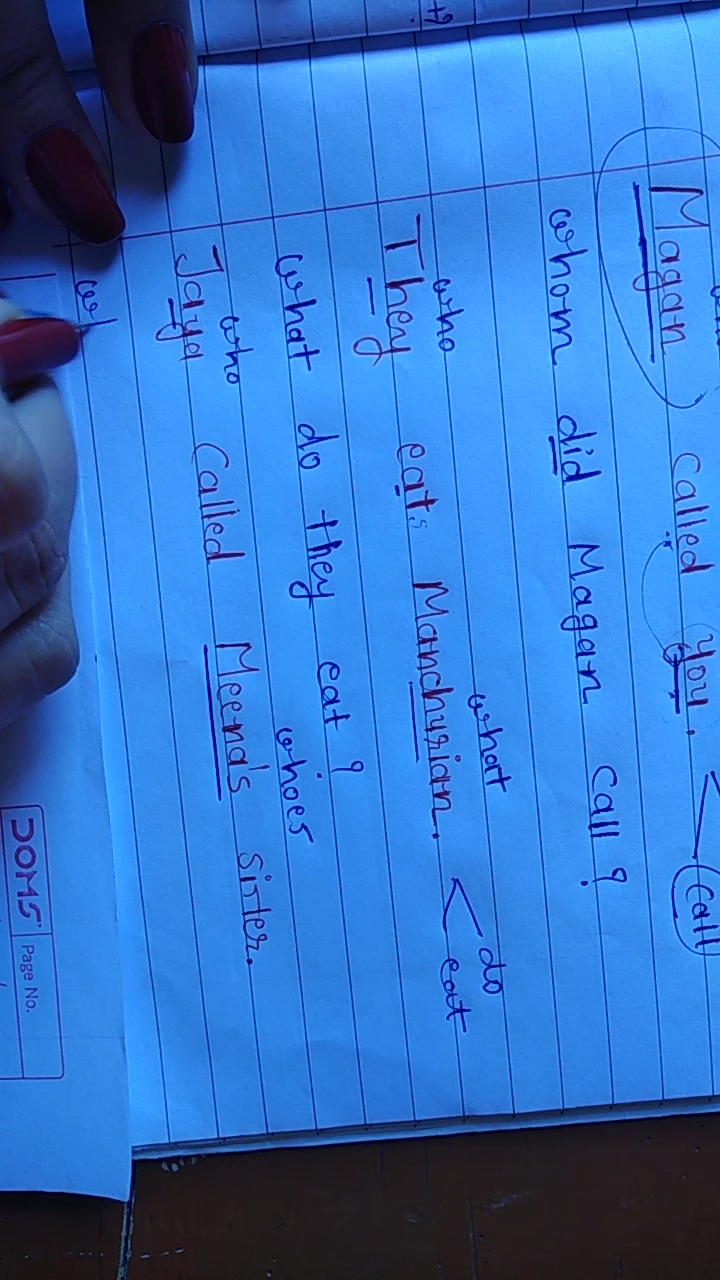 Magan called you.
Call
whom did Magan call?
who what
They eats Manchurian. do
eat
what do they eat?
who whoes
Jaya called Meena's sister.
DOMS Page No.